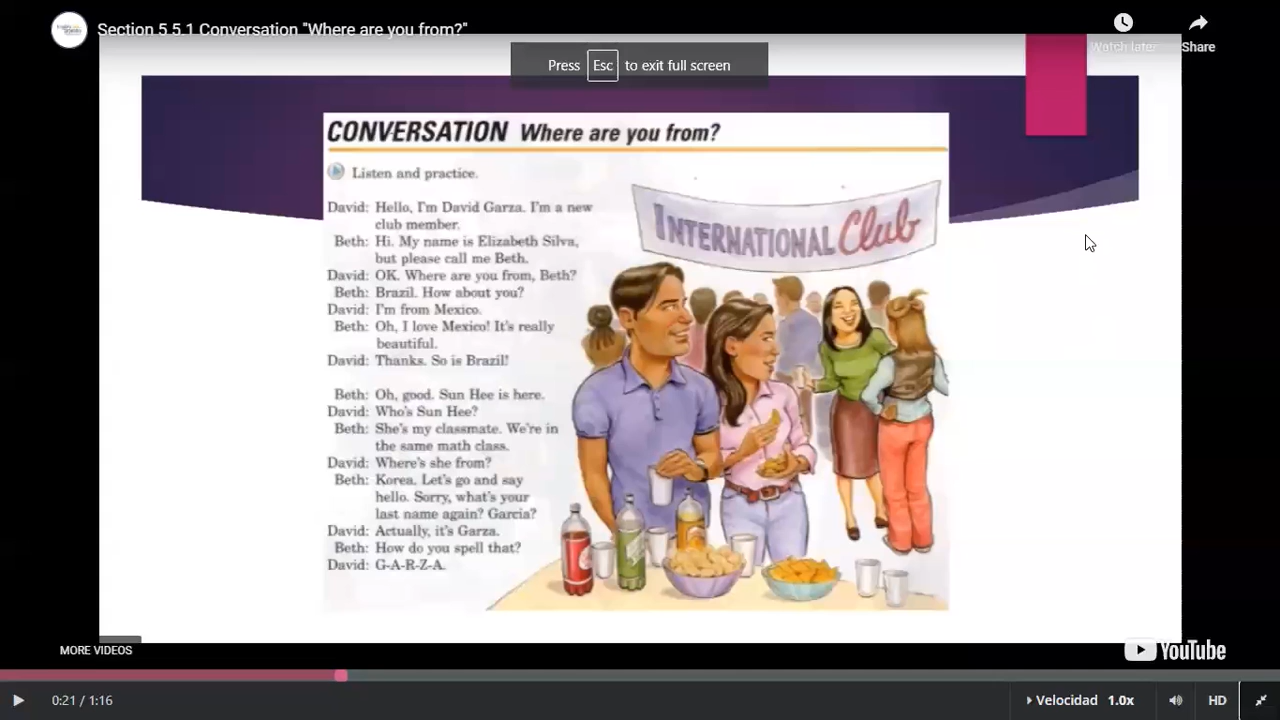 Section 5.5.1 Conversation "Where are you from?"
Watch later
Share
Press Esc to exit full screen
CONVERSATION Where are you from?
Listen and practice.
David: Hello, I'm David Garza. I'm a new
club member.
Beth: Hi. My name is Elizabeth Silva,
but please call me Beth.
David: OK. Where are you from, Beth?
Beth: Brazil. How about you?
David: I'm from Mexico.
Beth: Oh, I love Mexico! It's really
beautiful.
David: Thanks. So is Brazil!
Beth: Oh, good. Sun Hee is here.
David: Who's Sun Hee?
Beth: She's my classmate. We're in
the same math class.
David: Where's she from?
Beth: Korea. Let's go and say
hello. Sorry, what's your
last name again? Garcia?
David: Actually, it's Garza.
Beth: How do you spell that?
David: G-A-R-Z-A.
INTERNATIONAL Club
MORE VIDEOS
YouTube
0:21 / 1:16
Velocidad 1.0x
HD